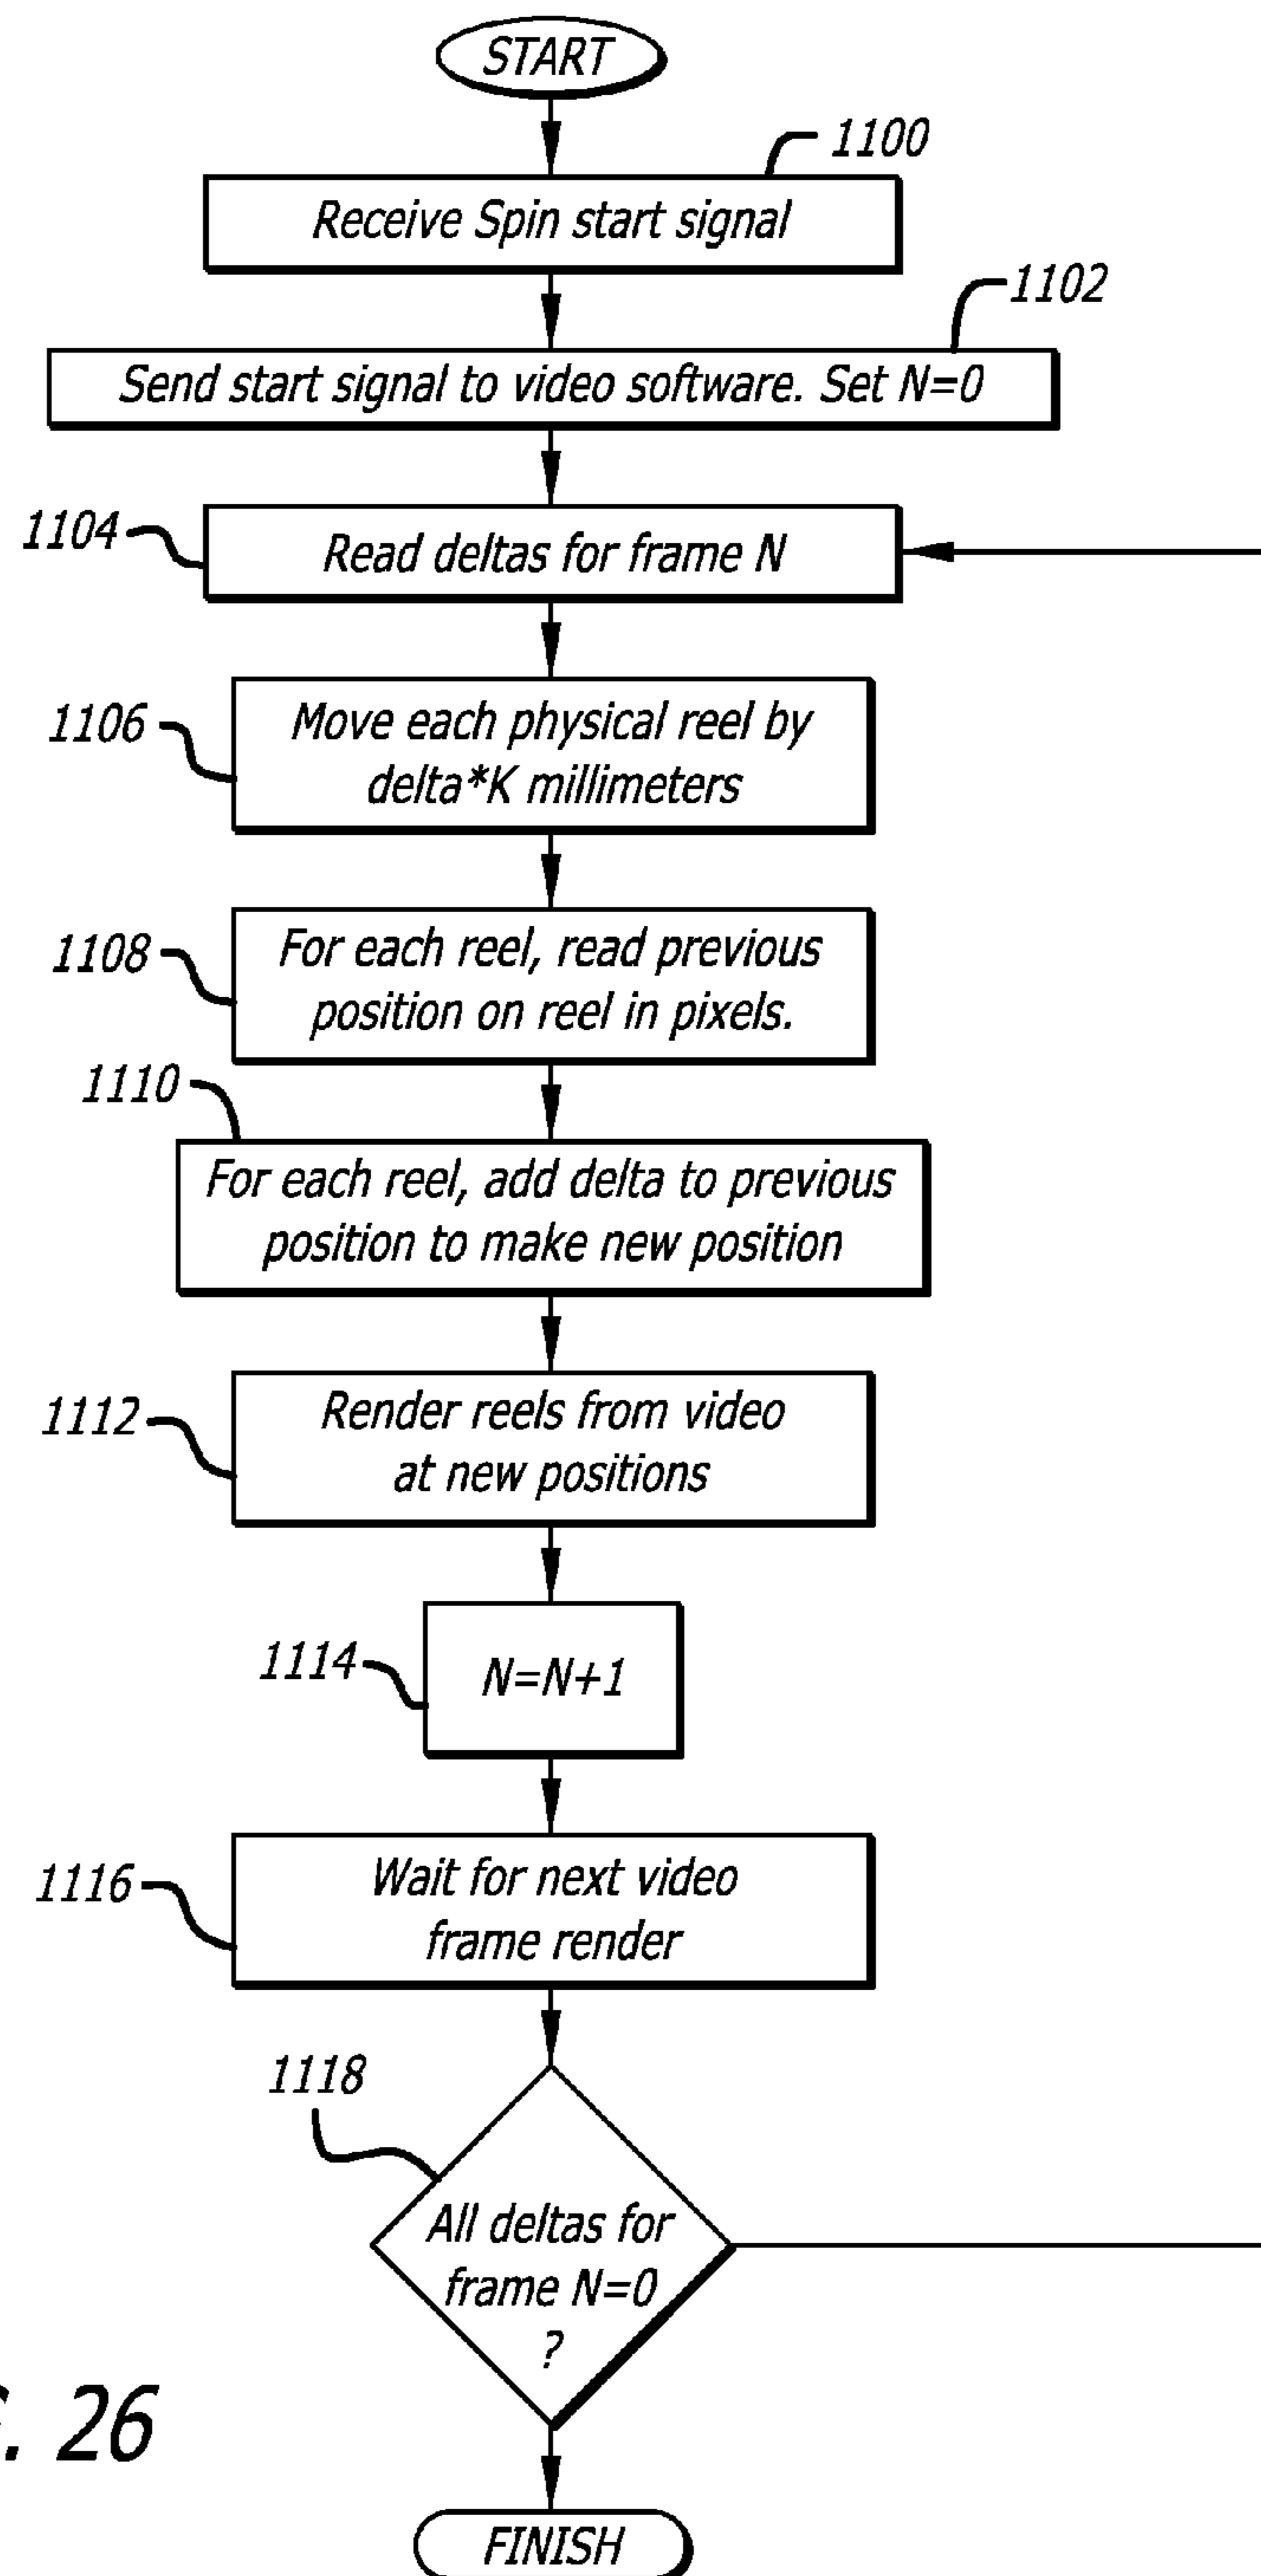 START
1100
Receive Spin start signal
1102
Send start signal to video software. Set N=0
1104
Read deltas for frame N
1106
Move each physical reel by
delta*K millimeters
1108
For each reel, read previous
position on reel in pixels.
1110
For each reel, add delta to previous
position to make new position
1112
Render reels from video
at new positions
1114
N=N+1
1116
Wait for next video
frame render
1118
All deltas for
frame N=0
?
26
FINISH